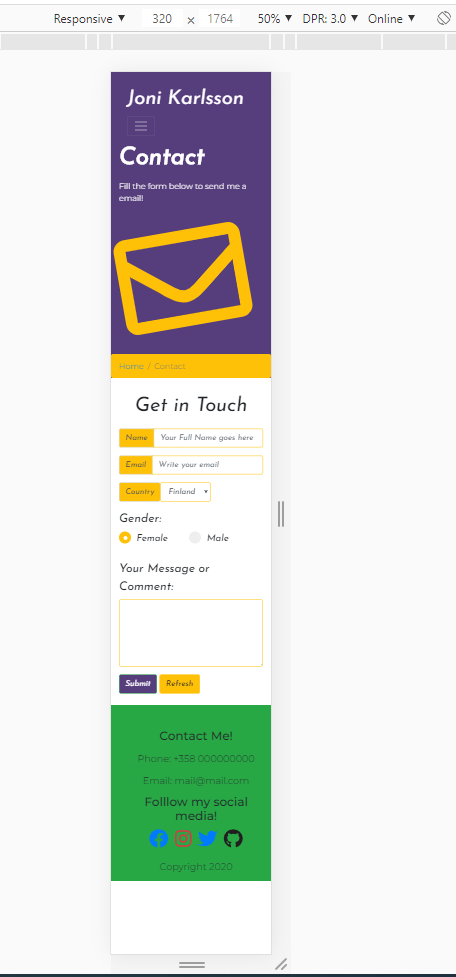 Responsive ▼ 320 × 1764 50% ▼ DPR: 3.0 ▼ Online ▼
Joni Karlsson
Contact
Fill the form below to send me a
email!
Home / Contact
Get in Touch
Name Your Full Name goes here
Email Write your email
Country Finland
Gender:
Female Male
Your Message or
Comment:
Submit Refresh
Contact Me!
Phone: +358 000000000
Email: mail@mail.com
Folllow my social
media!
Copyright 2020